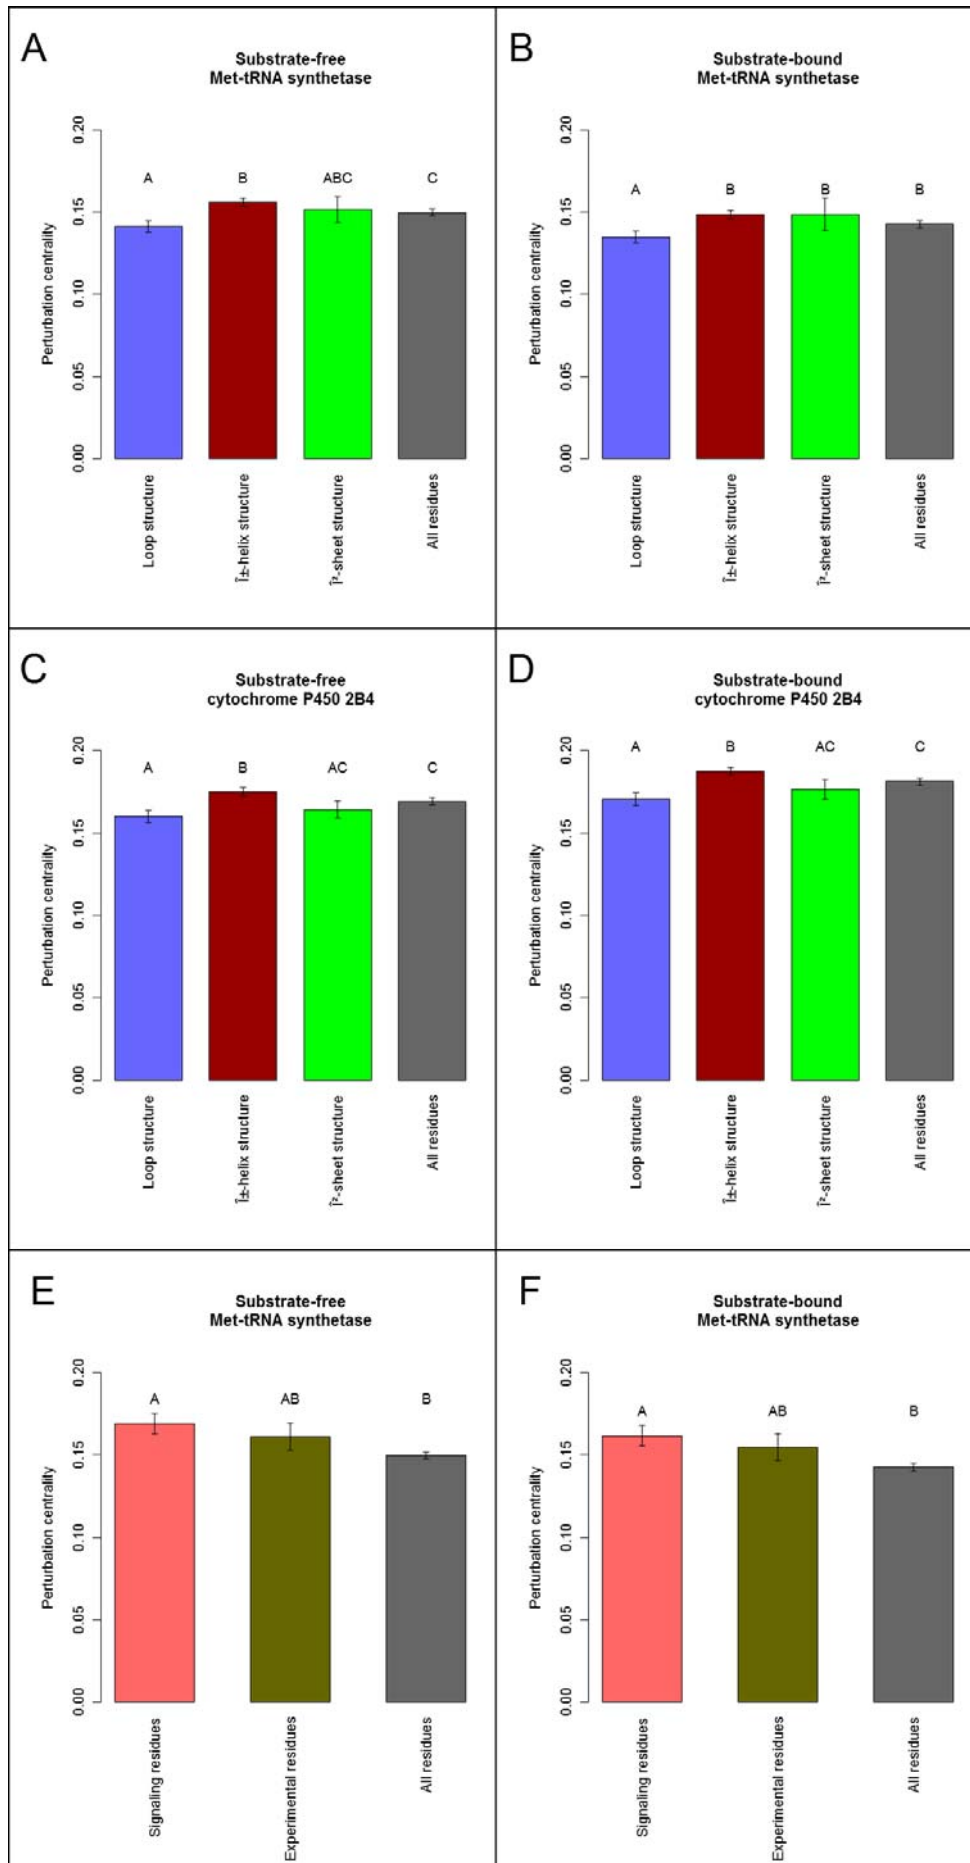 A
Substrate-free
Met-tRNA synthetase
Perturbation centrality
0.20
0.15
0.10
0.05
0.00
A
B
ABC
C
Loop structure
α-helix structure
β-sheet structure
All residues
B
Substrate-bound
Met-tRNA synthetase
Perturbation centrality
0.20
0.15
0.10
0.05
0.00
A
B
B
B
Loop structure
α-helix structure
β-sheet structure
All residues
C
Substrate-free
cytochrome P450 2B4
Perturbation centrality
0.20
0.15
0.10
0.05
0.00
A
B
AC
C
Loop structure
α-helix structure
β-sheet structure
All residues
D
Substrate-bound
cytochrome P450 2B4
Perturbation centrality
0.20
0.15
0.10
0.05
0.00
A
B
AC
C
Loop structure
α-helix structure
β-sheet structure
All residues
E
Substrate-free
Met-tRNA synthetase
Perturbation centrality
0.20
0.15
0.10
0.05
0.00
A
AB
B
Signaling residues
Experimental residues
All residues
F
Substrate-bound
Met-tRNA synthetase
Perturbation centrality
0.20
0.15
0.10
0.05
0.00
A
AB
B
Signaling residues
Experimental residues
All residues